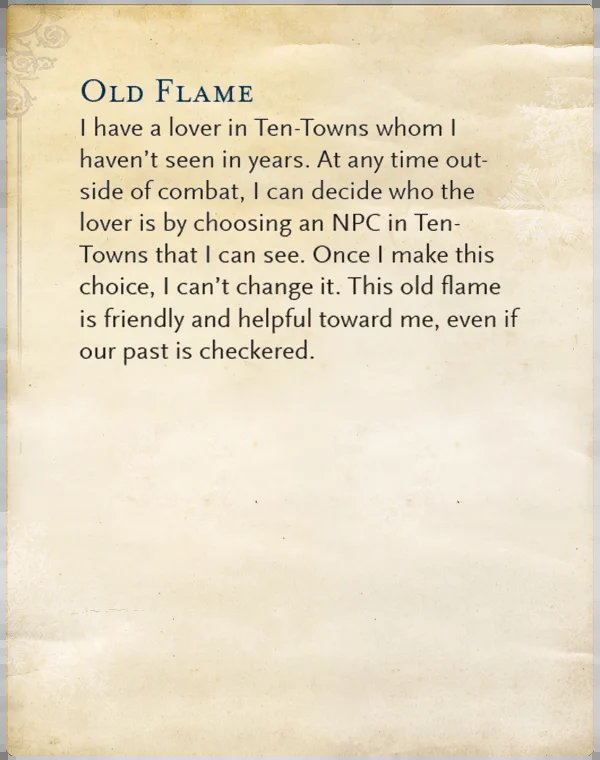 Old Flame
I have a lover in Ten-Towns whom I
haven’t seen in years. At any time out-
side of combat, I can decide who the
lover is by choosing an NPC in Ten-
Towns that I can see. Once I make this
choice, I can’t change it. This old flame
is friendly and helpful toward me, even if
our past is checkered.